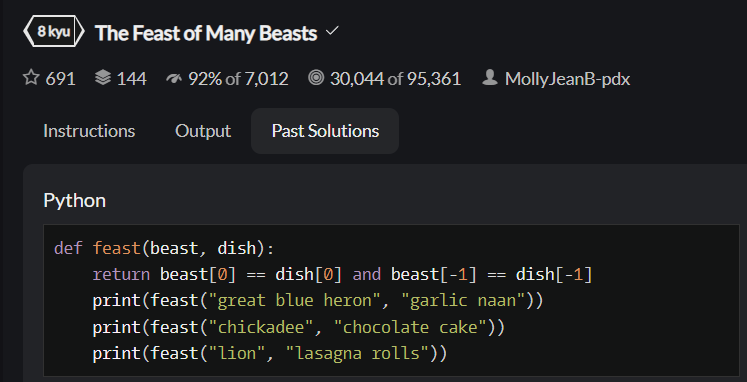 8 kyu The Feast of Many Beasts
691 144 92% of 7,012 30,044 of 95,361 MollyJeanB-pdx
Instructions Output Past Solutions
Python
def feast(beast, dish):
    return beast[0] == dish[0] and beast[-1] == dish[-1]
    print(feast("great blue heron", "garlic naan"))
    print(feast("chickadee", "chocolate cake"))
    print(feast("lion", "lasagna rolls"))